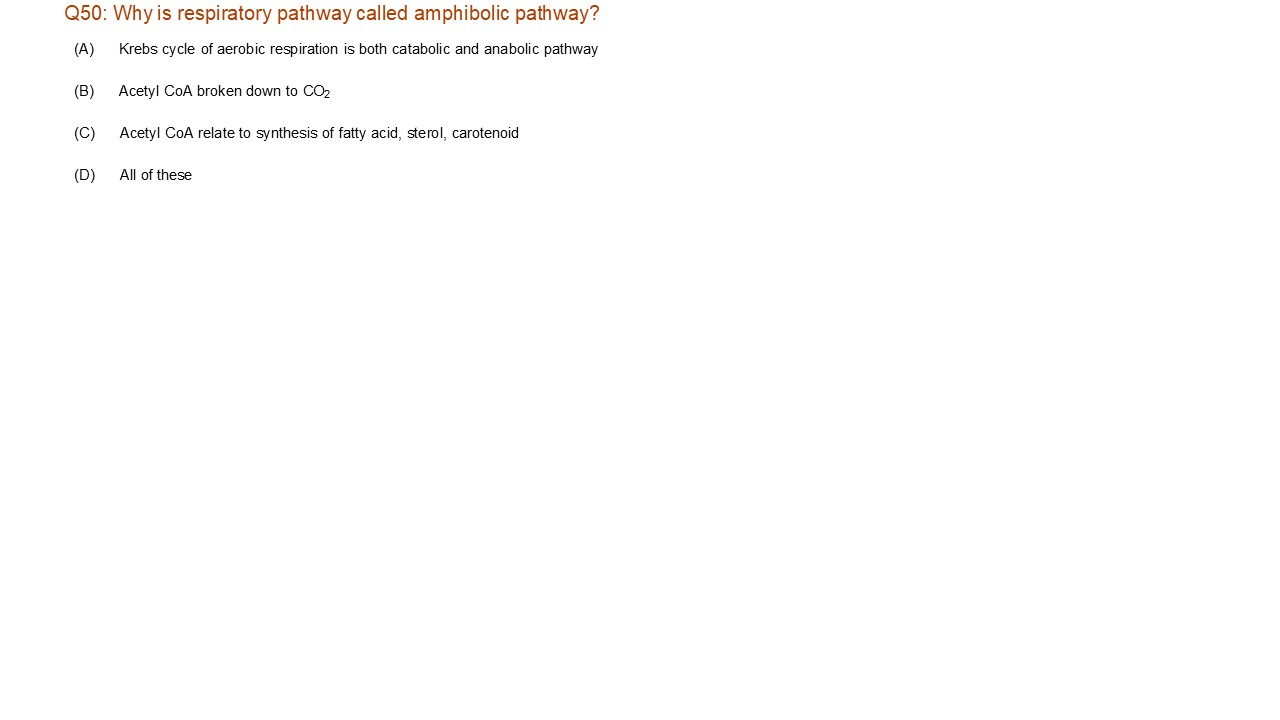 Q50: Why is respiratory pathway called amphibolic pathway?
(A) Krebs cycle of aerobic respiration is both catabolic and anabolic pathway
(B) Acetyl CoA broken down to CO₂
(C) Acetyl CoA relate to synthesis of fatty acid, sterol, carotenoid
(D) All of these